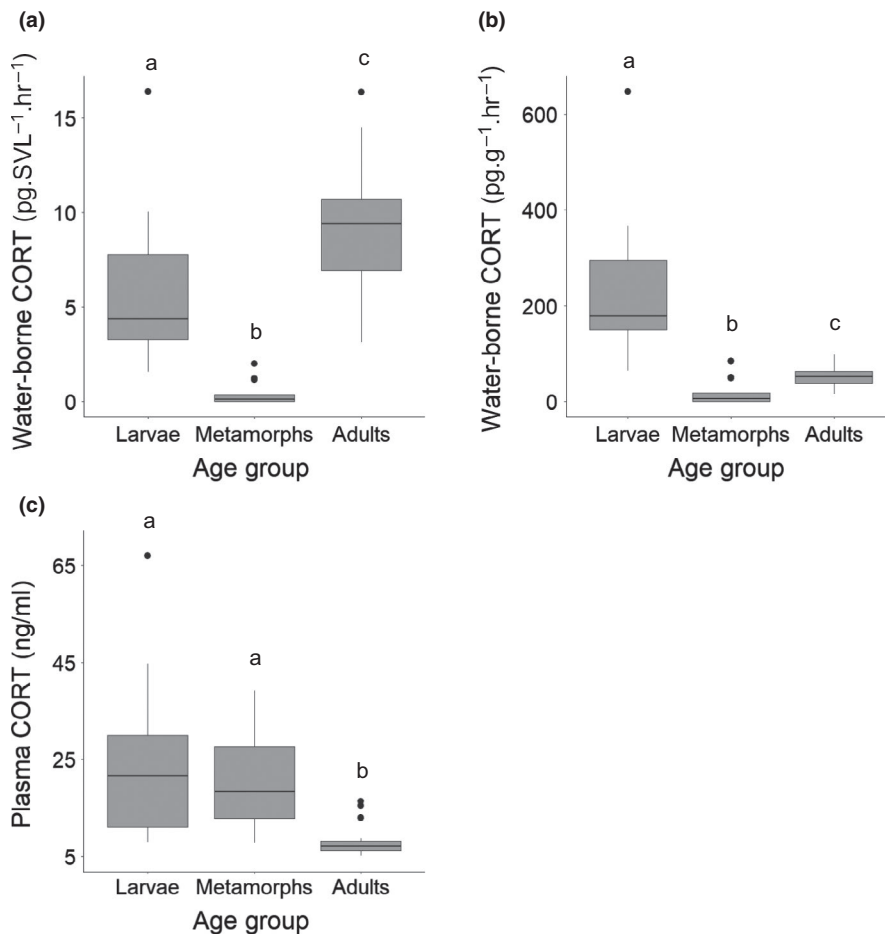 (a)
a
c
b
15
10
5
0
Water-borne CORT (pg.SVL⁻¹.hr⁻¹)
Larvae Metamorphs Adults
Age group
(b)
a
b
c
600
400
200
0
Water-borne CORT (pg.g⁻¹.hr⁻¹)
Larvae Metamorphs Adults
Age group
(c)
a
a
b
65
45
25
5
Plasma CORT (ng/ml)
Larvae Metamorphs Adults
Age group